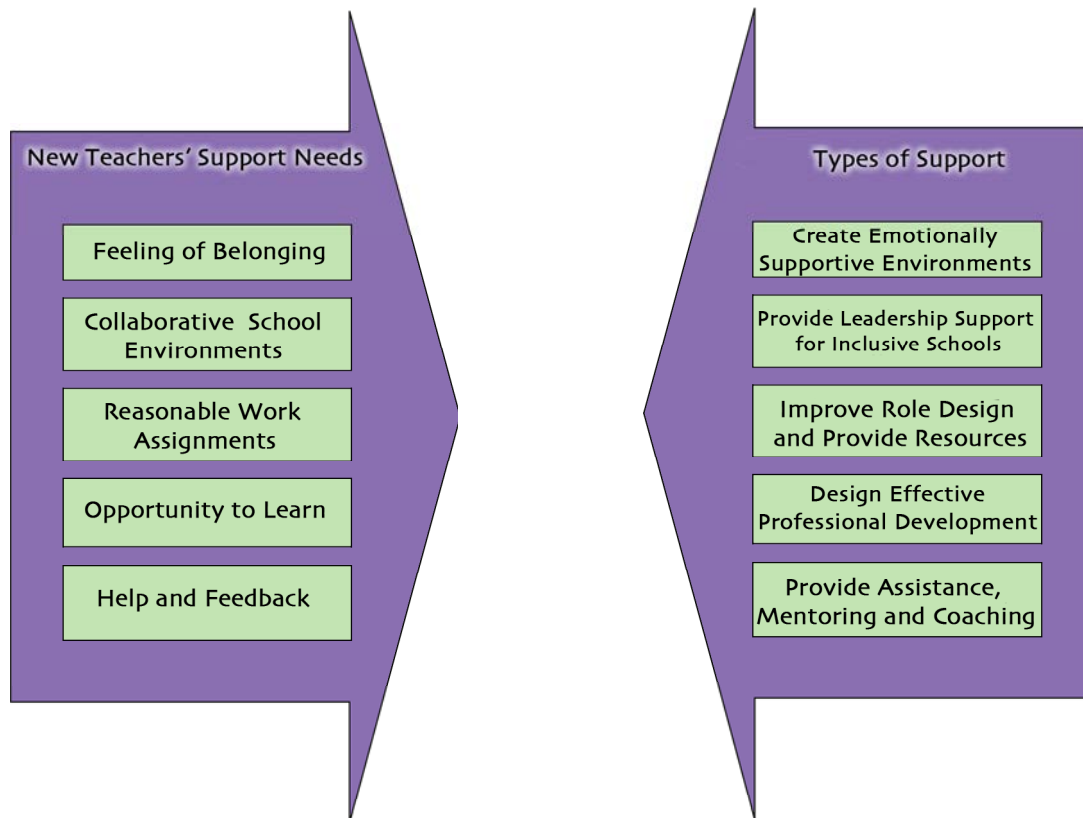 New Teachers' Support Needs
Feeling of Belonging
Collaborative School
Environments
Reasonable Work
Assignments
Opportunity to Learn
Help and Feedback
Types of Support
Create Emotionally
Supportive Environments
Provide Leadership Support
for Inclusive Schools
Improve Role Design
and Provide Resources
Design Effective
Professional Development
Provide Assistance,
Mentoring and Coaching